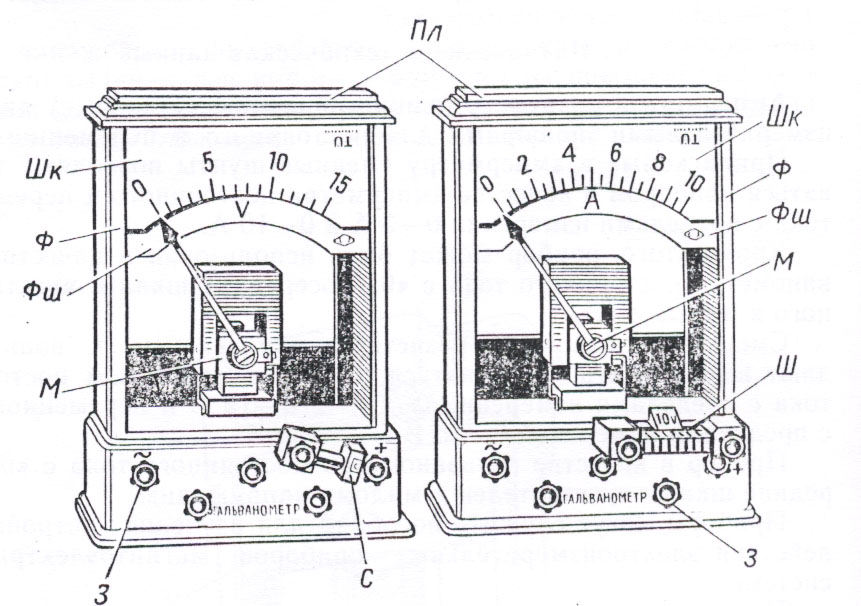 Пл
Шк
Ф
Фш
М
З
~
+
0 5 10 15
V
ГАЛЬВАНОМЕТР
С
0 2 4 6 8 10
A
10V
+
ГАЛЬВАНОМЕТР
Шк
Ф
Фш
М
Ш
З